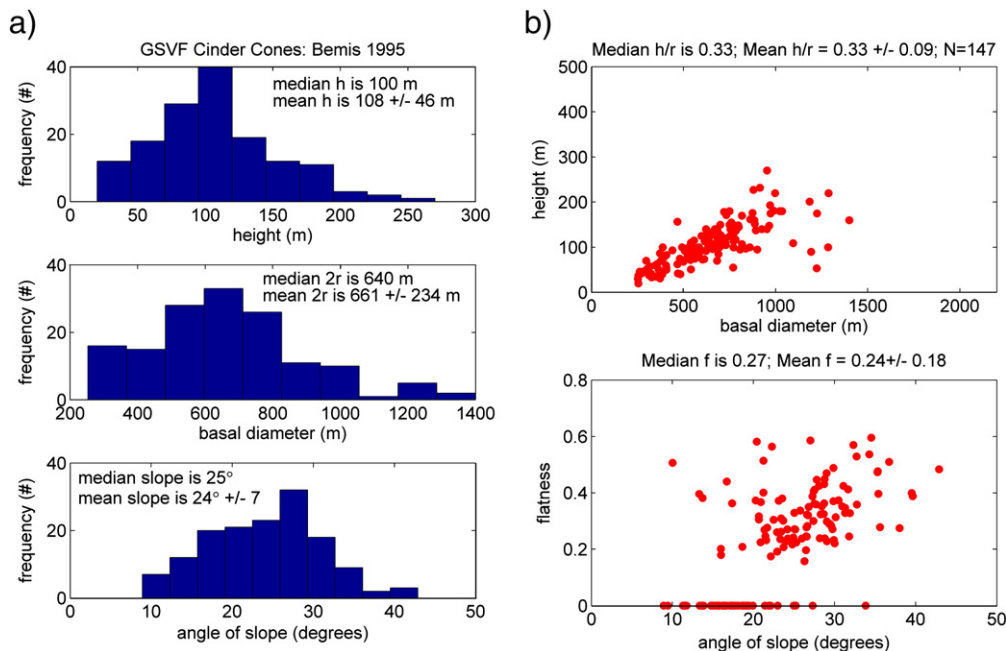 a)
GSVF Cinder Cones: Bemis 1995
median h is 100 m
mean h is 108 +/- 46 m
frequency (#)
40
20
0
0 50 100 150 200 250 300
height (m)
median 2r is 640 m
mean 2r is 661 +/- 234 m
frequency (#)
40
20
0
200 400 600 800 1000 1200 1400
basal diameter (m)
median slope is 25°
mean slope is 24° +/- 7
frequency (#)
40
20
0
0 10 20 30 40 50
angle of slope (degrees)
b)
Median h/r is 0.33; Mean h/r = 0.33 +/- 0.09; N=147
height (m)
500
400
300
200
100
0
0 500 1000 1500 2000
basal diameter (m)
Median f is 0.27; Mean f = 0.24+/- 0.18
flatness
0.8
0.6
0.4
0.2
0
0 10 20 30 40 50
angle of slope (degrees)